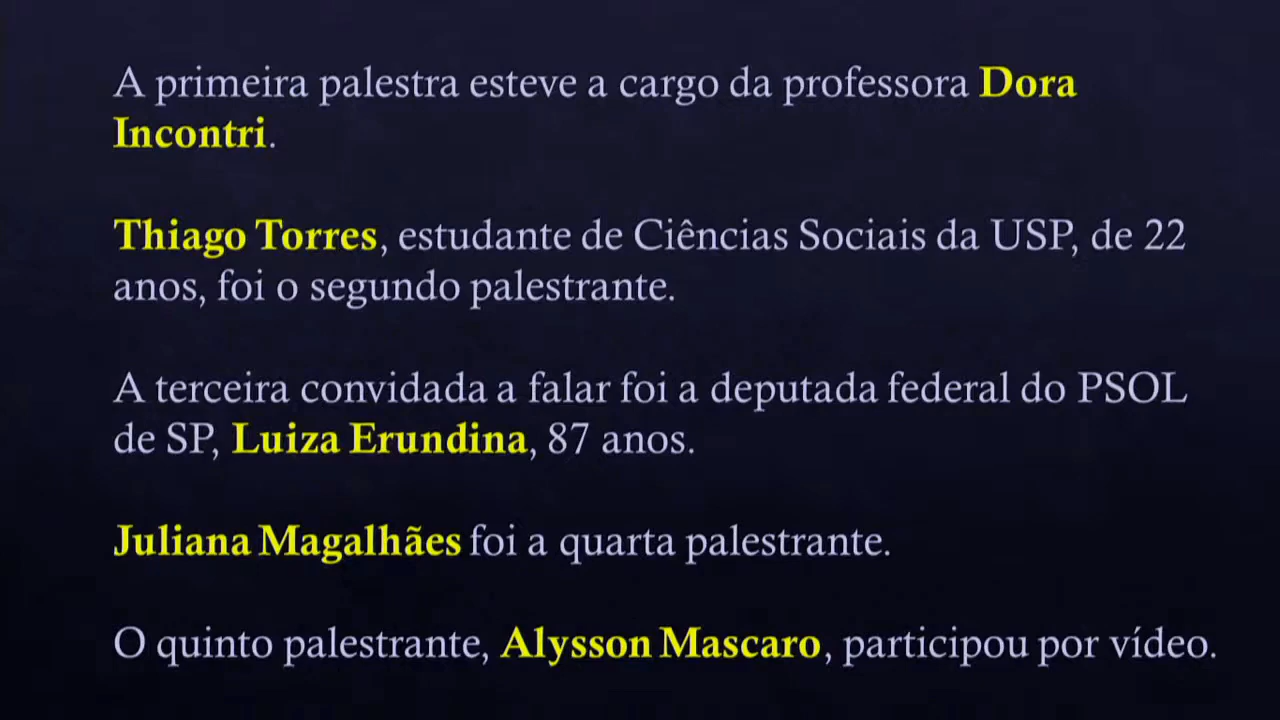 A primeira palestra esteve a cargo da professora Dora
Incontri.
Thiago Torres, estudante de Ciências Sociais da USP, de 22
anos, foi o segundo palestrante.
A terceira convidada a falar foi a deputada federal do PSOL
de SP, Luiza Erundina, 87 anos.
Juliana Magalhães foi a quarta palestrante.
O quinto palestrante, Alysson Mascaro, participou por vídeo.